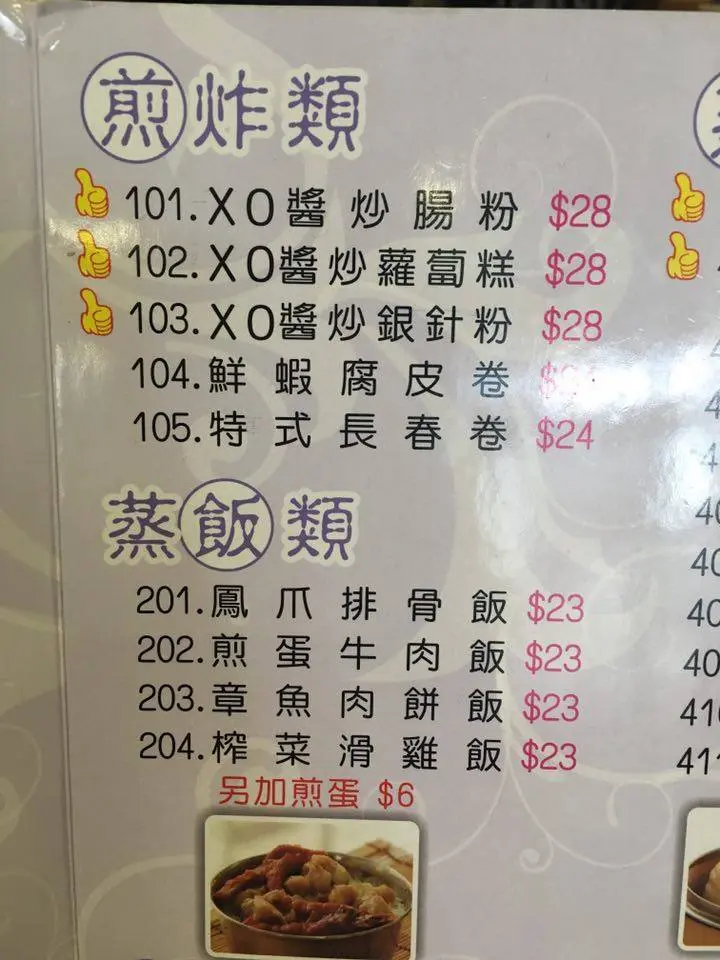 煎炸類
101.XO醬炒腸粉 $28
102.XO醬炒蘿蔔糕 $28
103.XO醬炒銀針粉 $28
104.鮮蝦腐皮卷
105.特式長春卷 $24
蒸飯類
201.鳳爪排骨飯 $23
202.煎蛋牛肉飯 $23
203.章魚肉餅飯 $23
204.榨菜滑雞飯 $23
另加煎蛋 $6